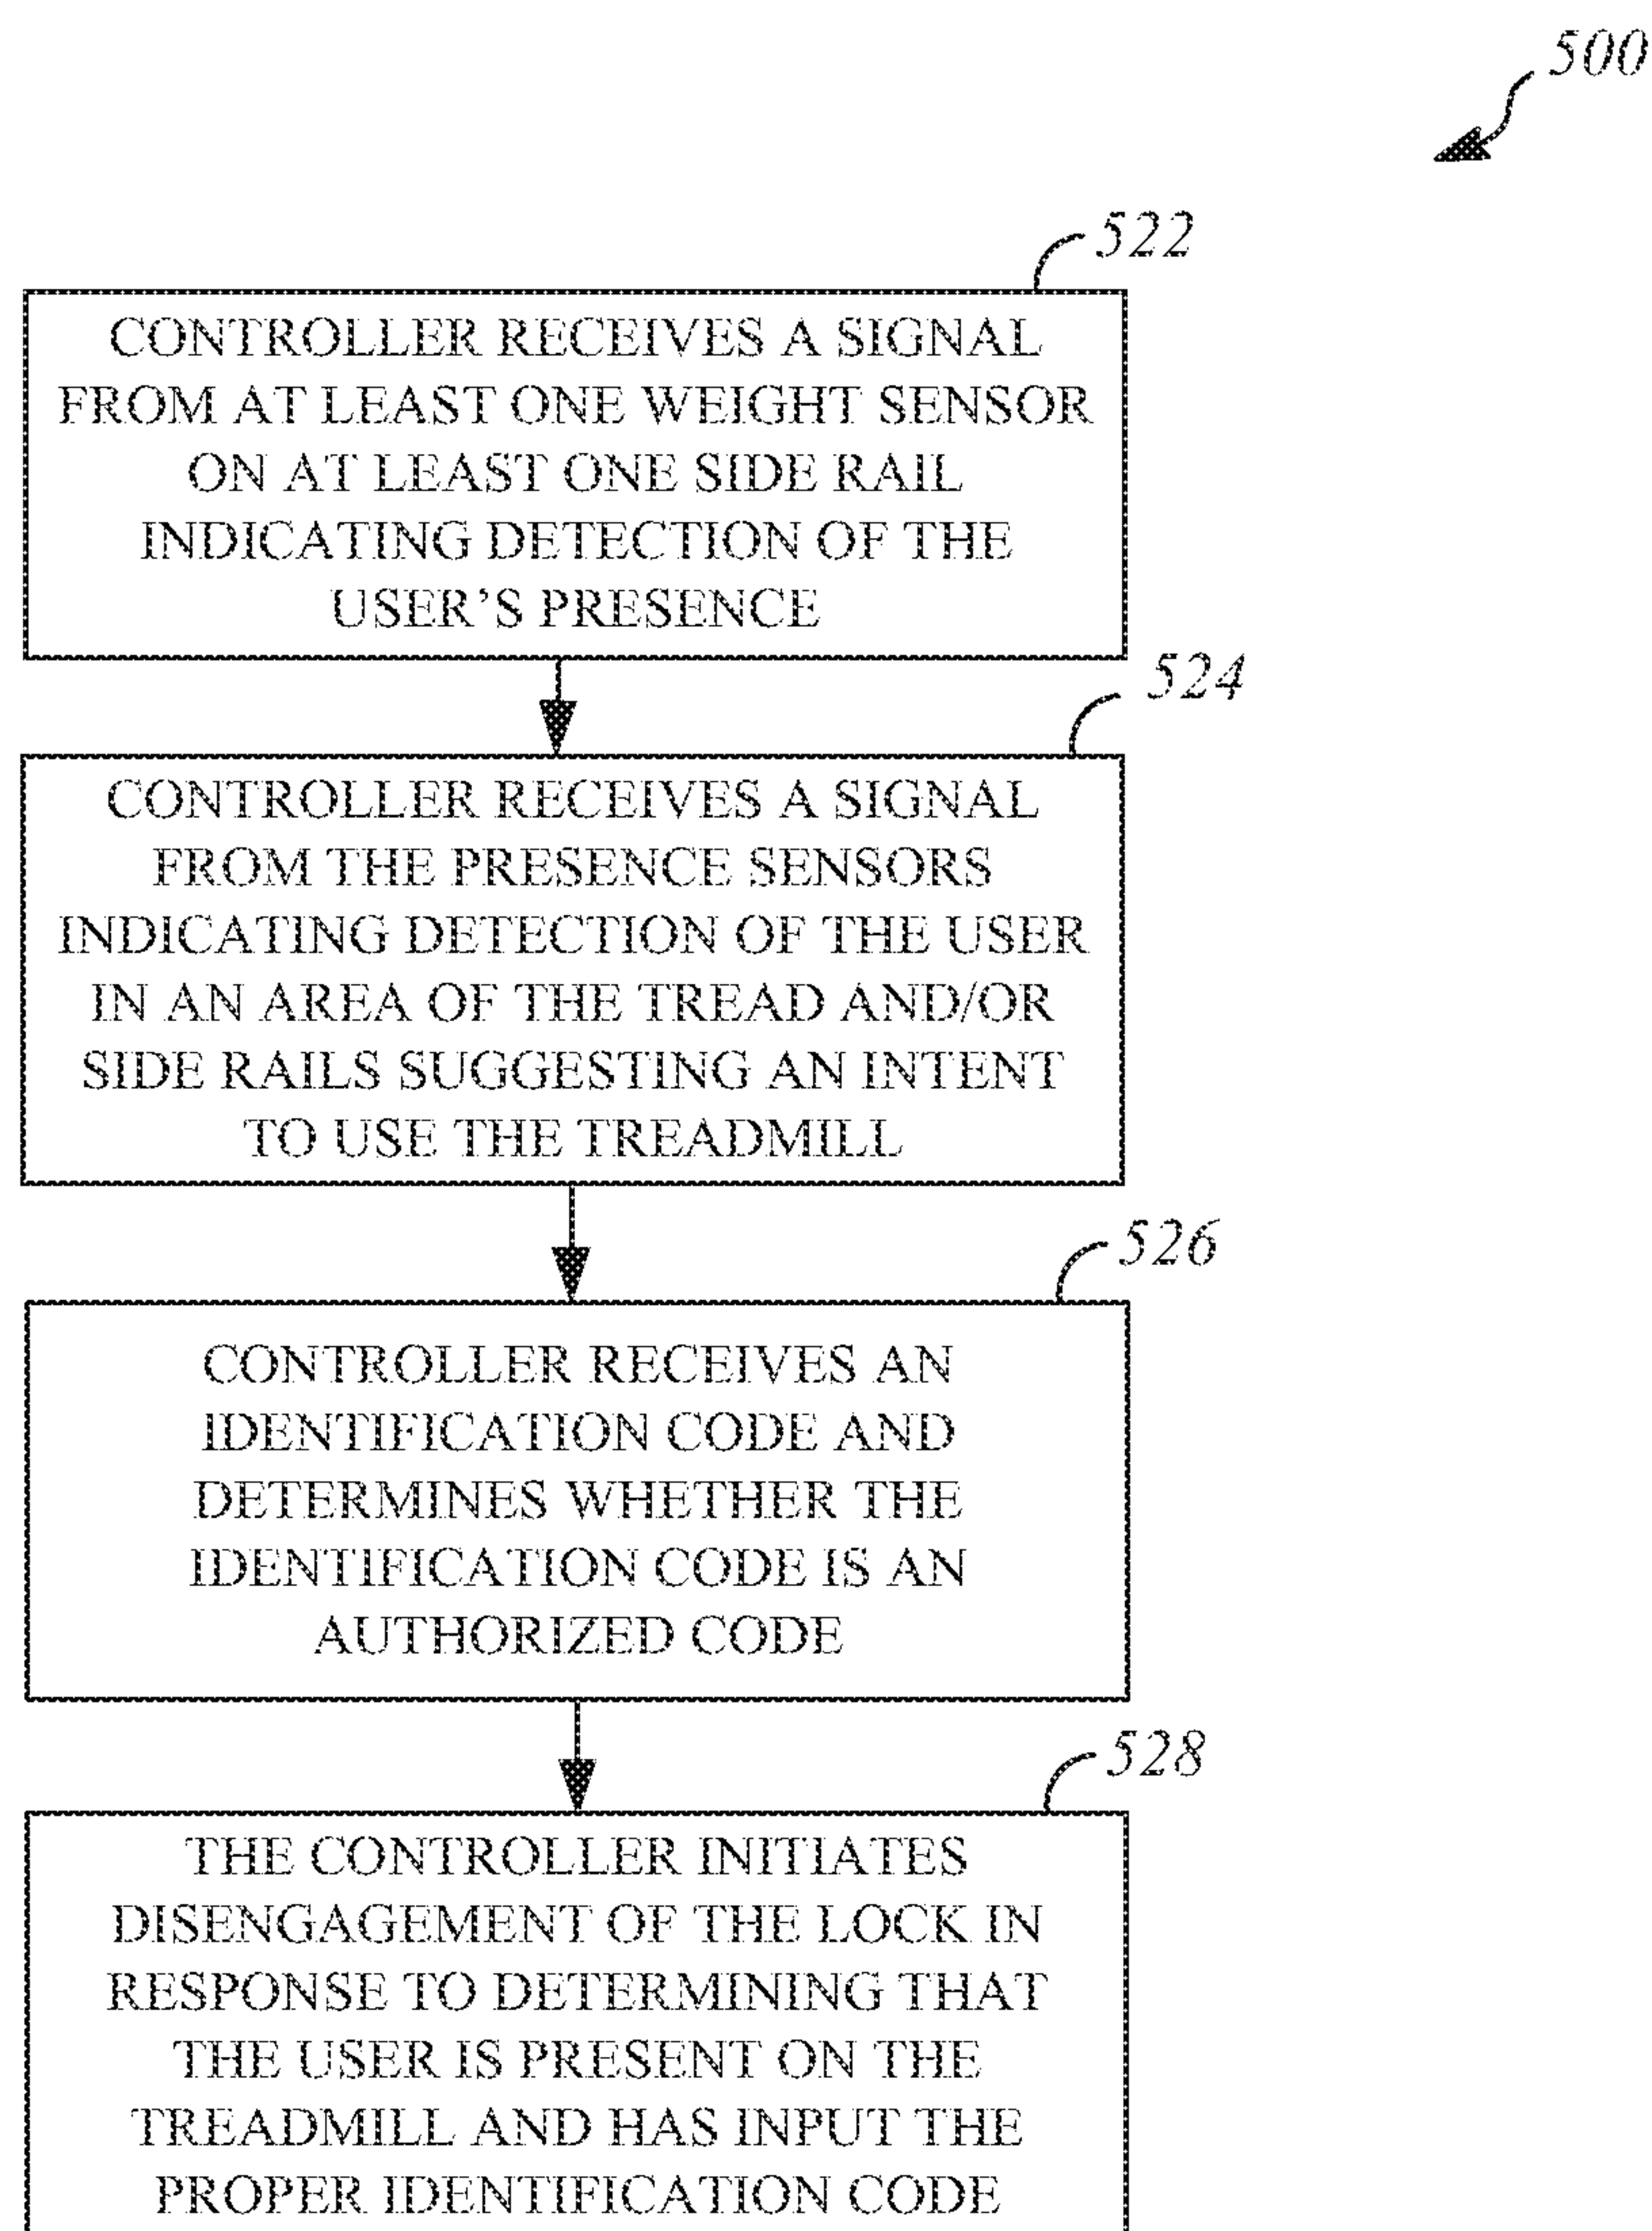 500
522
CONTROLLER RECEIVES A SIGNAL
FROM AT LEAST ONE WEIGHT SENSOR
ON AT LEAST ONE SIDE RAIL
INDICATING DETECTION OF THE
USER'S PRESENCE
524
CONTROLLER RECEIVES A SIGNAL
FROM THE PRESENCE SENSORS
INDICATING DETECTION OF THE USER
IN AN AREA OF THE TREAD AND/OR
SIDE RAILS SUGGESTING AN INTENT
TO USE THE TREADMILL
526
CONTROLLER RECEIVES AN
IDENTIFICATION CODE AND
DETERMINES WHETHER THE
IDENTIFICATION CODE IS AN
AUTHORIZED CODE
528
THE CONTROLLER INITIATES
DISENGAGEMENT OF THE LOCK IN
RESPONSE TO DETERMINING THAT
THE USER IS PRESENT ON THE
TREADMILL AND HAS INPUT THE
PROPER IDENTIFICATION CODE